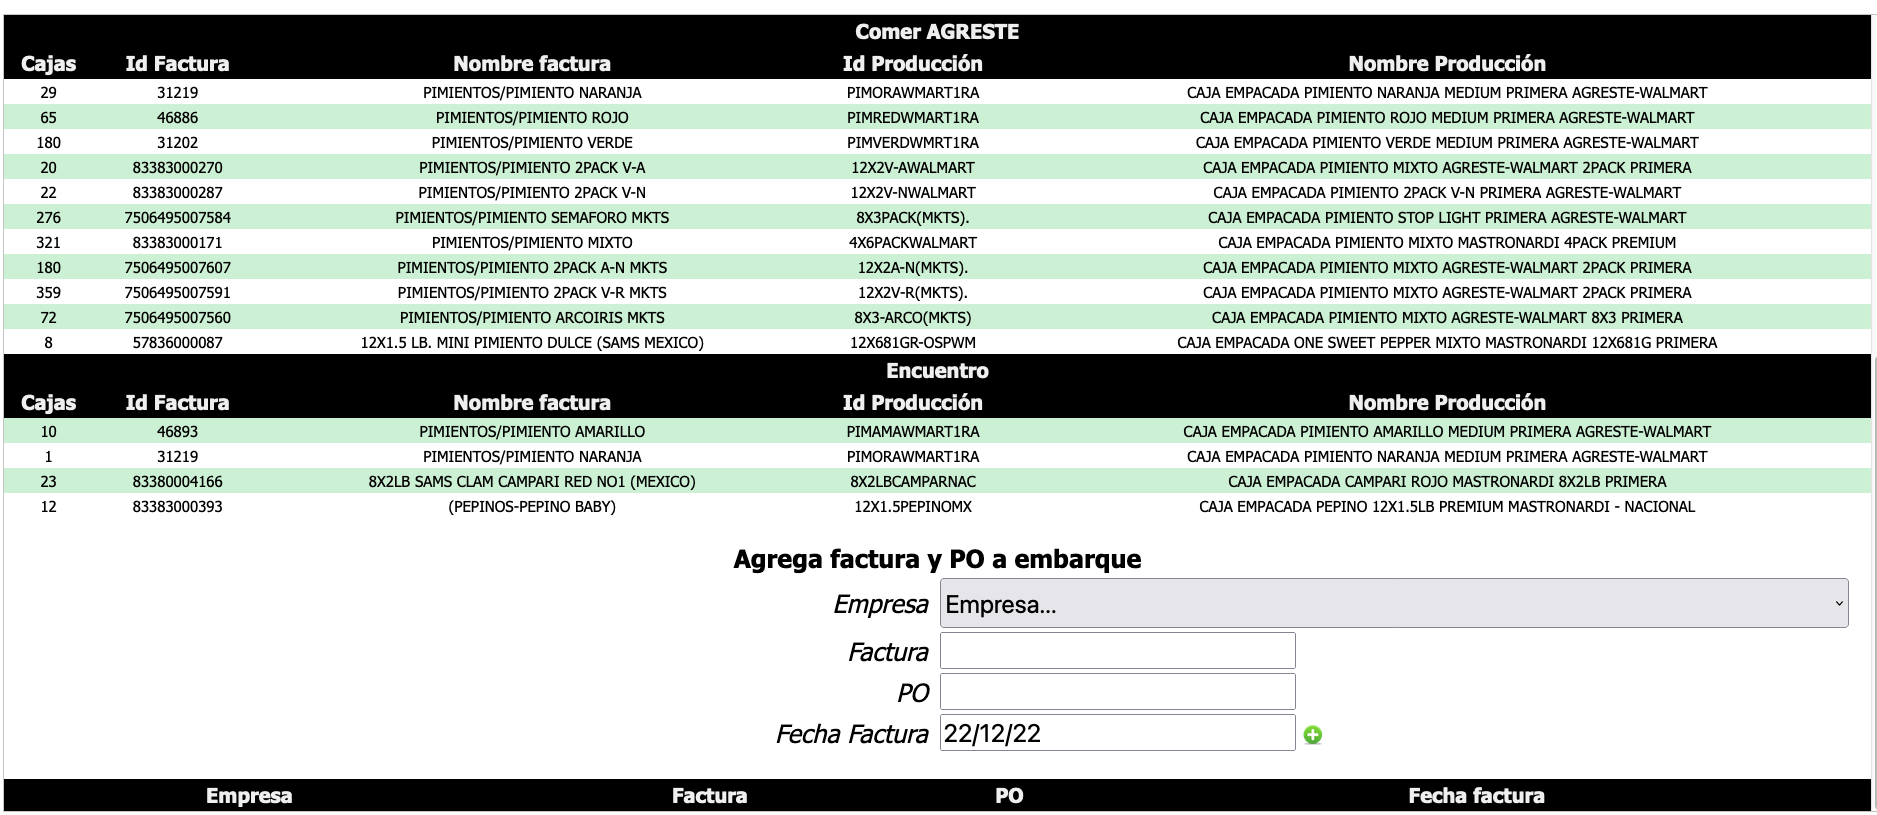 Comer AGRESTE
Cajas Id Factura Nombre factura Id Producción Nombre Producción
29 31219 PIMIENTOS/PIMIENTO NARANJA PIMORAWMART1RA CAJA EMPACADA PIMIENTO NARANJA MEDIUM PRIMERA AGRESTE-WALMART
65 46886 PIMIENTOS/PIMIENTO ROJO PIMREDWMART1RA CAJA EMPACADA PIMIENTO ROJO MEDIUM PRIMERA AGRESTE-WALMART
180 31202 PIMIENTOS/PIMIENTO VERDE PIMVERDWMRT1RA CAJA EMPACADA PIMIENTO VERDE MEDIUM PRIMERA AGRESTE-WALMART
20 83383000270 PIMIENTOS/PIMIENTO 2PACK V-A 12X2V-AWALMART CAJA EMPACADA PIMIENTO MIXTO AGRESTE-WALMART 2PACK PRIMERA
22 83383000287 PIMIENTOS/PIMIENTO 2PACK V-N 12X2V-NWALMART CAJA EMPACADA PIMIENTO 2PACK V-N PRIMERA AGRESTE-WALMART
276 7506495007584 PIMIENTOS/PIMIENTO SEMAFORO MKTS 8X3PACK(MKTS). CAJA EMPACADA PIMIENTO STOP LIGHT PRIMERA AGRESTE-WALMART
321 83383000171 PIMIENTOS/PIMIENTO MIXTO 4X6PACKWALMART CAJA EMPACADA PIMIENTO MIXTO MASTRONARDI 4PACK PREMIUM
180 7506495007607 PIMIENTOS/PIMIENTO 2PACK A-N MKTS 12X2A-N(MKTS). CAJA EMPACADA PIMIENTO MIXTO AGRESTE-WALMART 2PACK PRIMERA
359 7506495007591 PIMIENTOS/PIMIENTO 2PACK V-R MKTS 12X2V-R(MKTS). CAJA EMPACADA PIMIENTO MIXTO AGRESTE-WALMART 2PACK PRIMERA
72 7506495007560 PIMIENTOS/PIMIENTO ARCOIRIS MKTS 8X3-ARCO(MKTS) CAJA EMPACADA PIMIENTO MIXTO AGRESTE-WALMART 8X3 PRIMERA
8 57836000087 12X1.5 LB. MINI PIMIENTO DULCE (SAMS MEXICO) 12X681GR-OSPWM CAJA EMPACADA ONE SWEET PEPPER MIXTO MASTRONARDI 12X681G PRIMERA
Encuentro
Cajas Id Factura Nombre factura Id Producción Nombre Producción
10 46893 PIMIENTOS/PIMIENTO AMARILLO PIMAMAWMART1RA CAJA EMPACADA PIMIENTO AMARILLO MEDIUM PRIMERA AGRESTE-WALMART
1 31219 PIMIENTOS/PIMIENTO NARANJA PIMORAWMART1RA CAJA EMPACADA PIMIENTO NARANJA MEDIUM PRIMERA AGRESTE-WALMART
23 83380004166 8X2LB SAMS CLAM CAMPARI RED NO1 (MEXICO) 8X2LBCAMPARNAC CAJA EMPACADA CAMPARI ROJO MASTRONARDI 8X2LB PRIMERA
12 83383000393 (PEPINOS-PEPINO BABY) 12X1.5PEPINOMX CAJA EMPACADA PEPINO 12X1.5LB PREMIUM MASTRONARDI - NACIONAL
Agrega factura y PO a embarque
Empresa Empresa...
Factura
PO
Fecha Factura 22/12/22
Empresa Factura PO Fecha factura